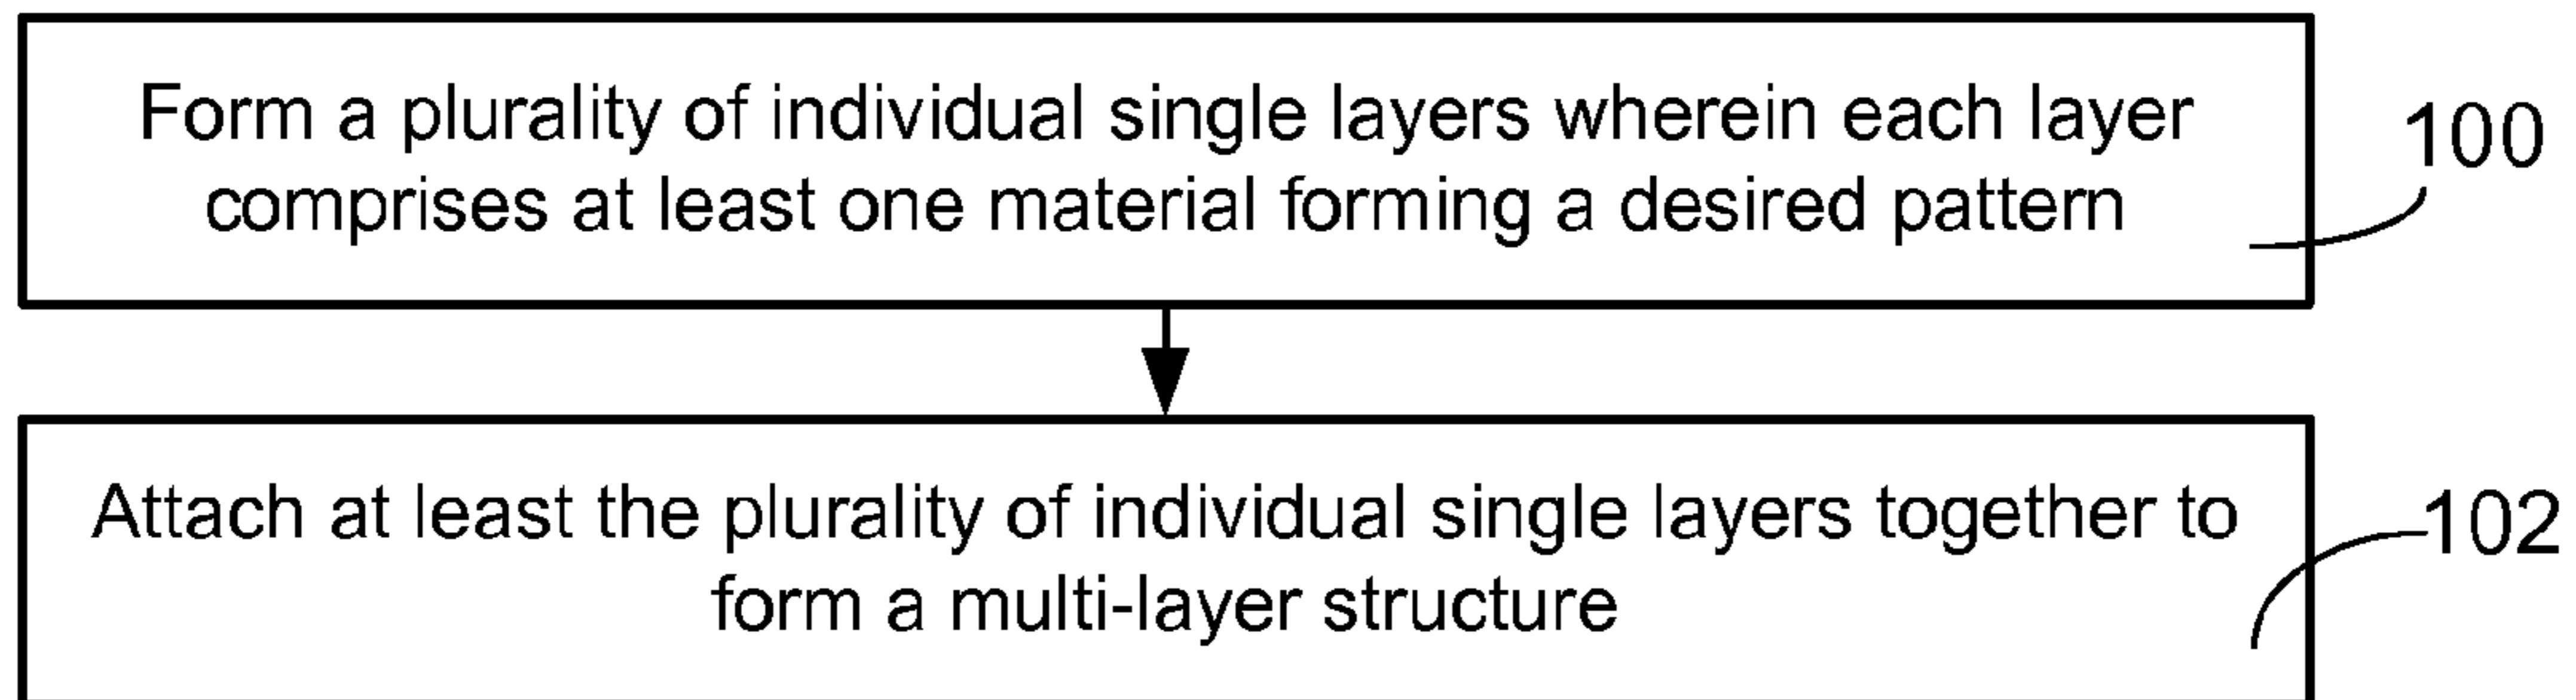 Form a plurality of individual single layers wherein each layer
comprises at least one material forming a desired pattern
100
Attach at least the plurality of individual single layers together to
form a multi-layer structure
102